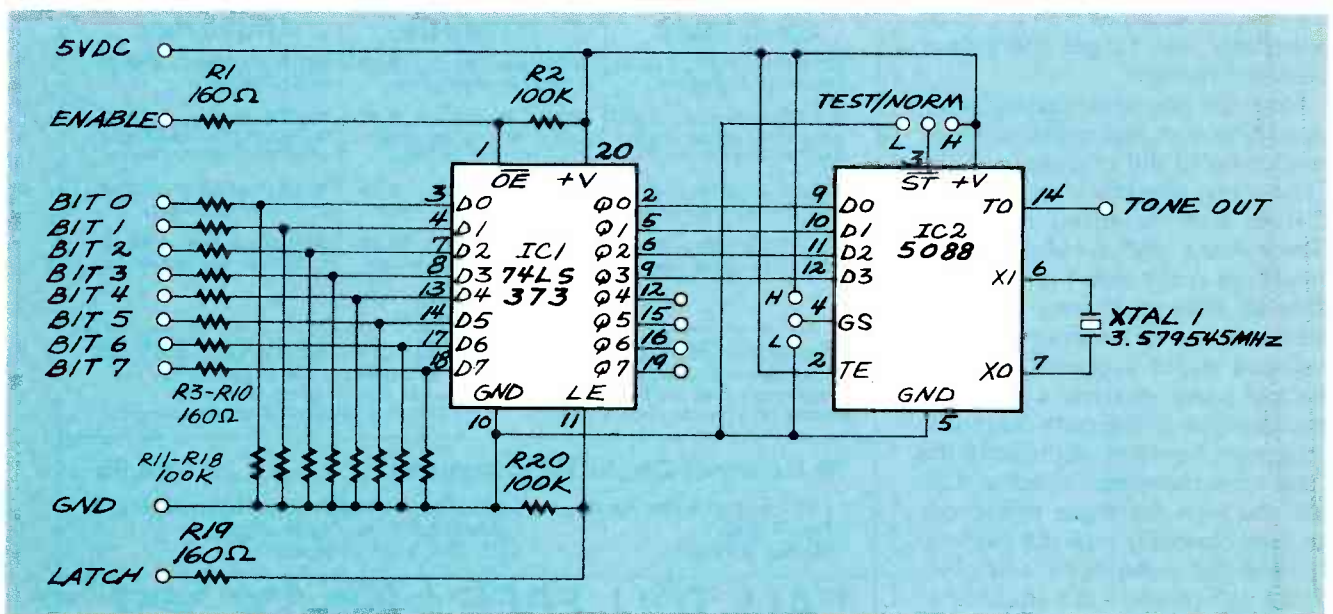 5VDC
R1
160Ω
R2
100K
ENABLE
TEST/NORM
L H
1 20
3
OE +V
ST +V
BIT 0
BIT 1
BIT 2
BIT 3
BIT 4
BIT 5
BIT 6
BIT 7
3 D0 Q0 2
4 D1 Q1 5
7 D2 Q2 6
8 D3 Q3 9
13 D4 Q4 12
14 D5 Q5 15
17 D6 Q6 16
18 D7 Q7 19
IC1
74LS
373
GND LE
10 11
9 D0 TO 14
TONE OUT
10 D1
11 D2
12 D3
IC2
5088
XI 6
H
4 GS
L
2 TE
XO 7
GND
5
XTAL 1
3.579545MHz
R3-R10
160Ω
R11-R18
100K
R20
100K
GND
R19
160Ω
LATCH